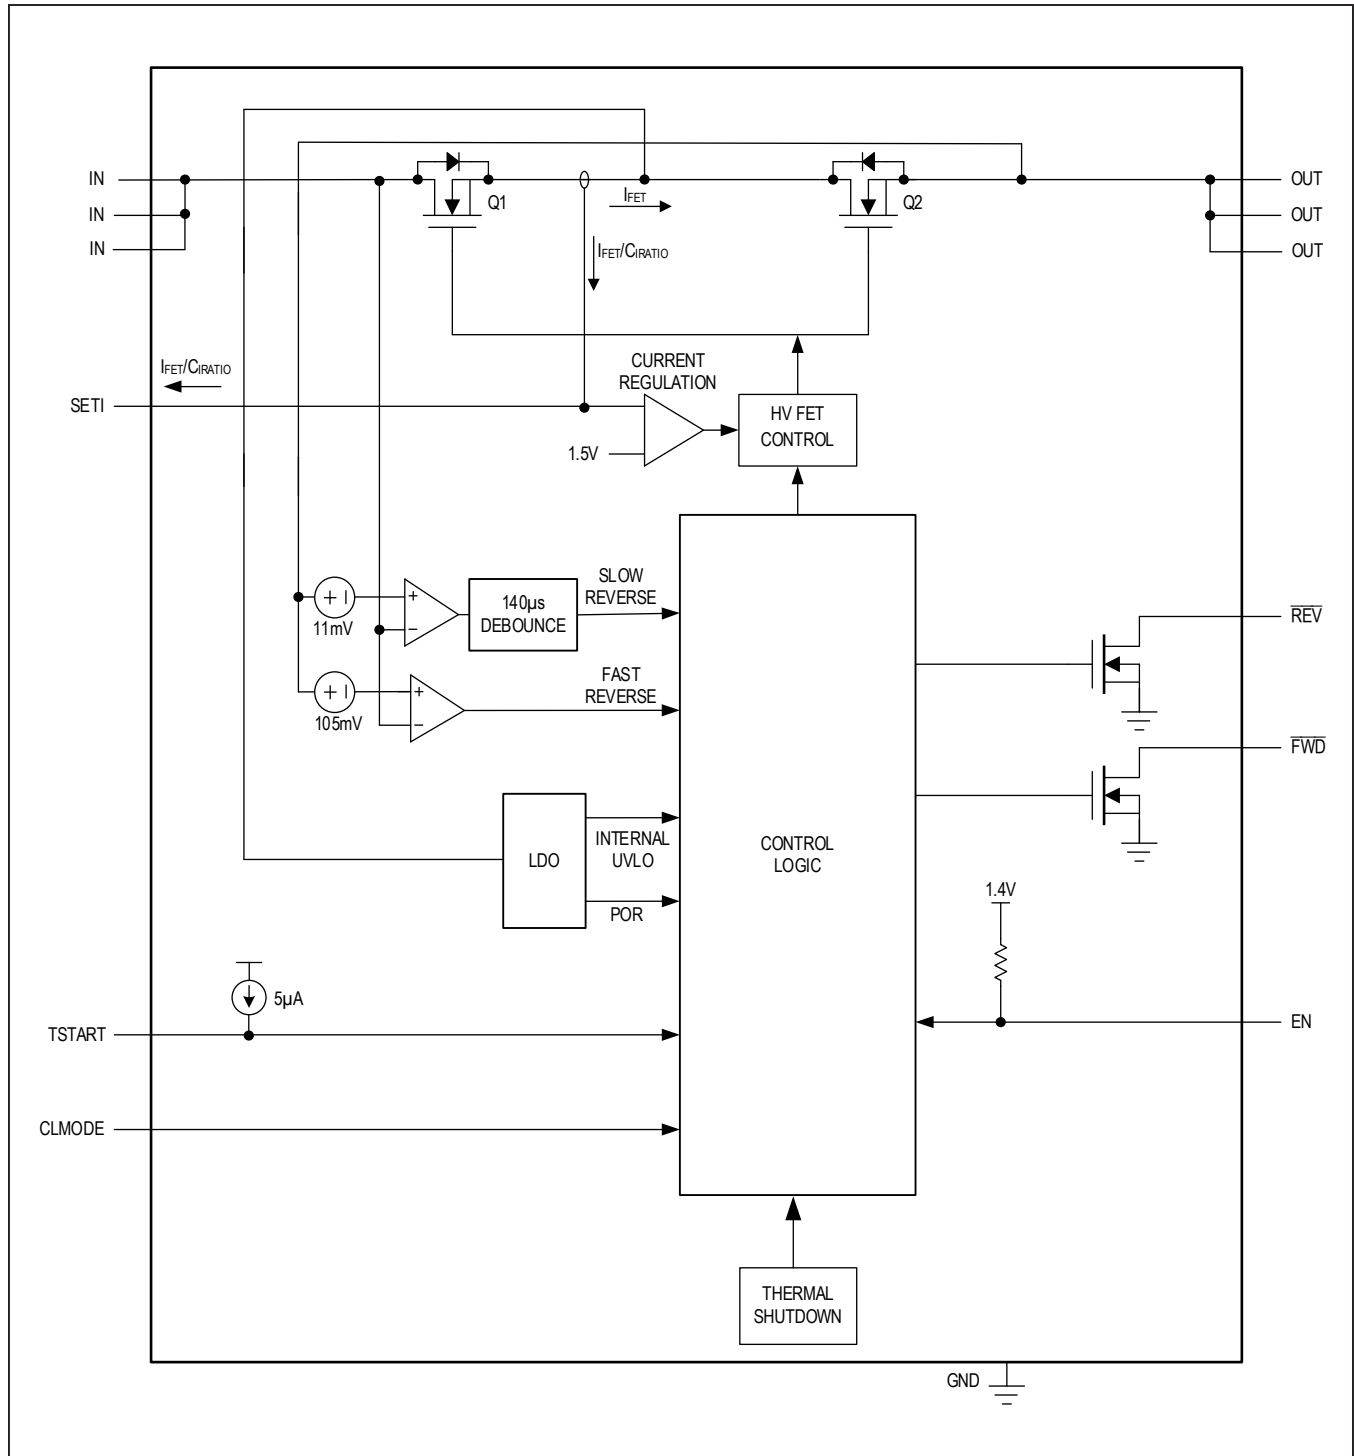 IN
IN
IN
Q1
IFET
Q2
OUT
OUT
OUT
IFET/CIRATIO
IFET/CIRATIO
SETI
CURRENT
REGULATION
1.5V
HV FET
CONTROL
+
11mV
+
−
140µs
DEBOUNCE
SLOW
REVERSE
+
105mV
+
−
FAST
REVERSE
REV
FWD
LDO
INTERNAL
UVLO
POR
CONTROL
LOGIC
1.4V
5µA
TSTART
EN
CLMODE
THERMAL
SHUTDOWN
GND